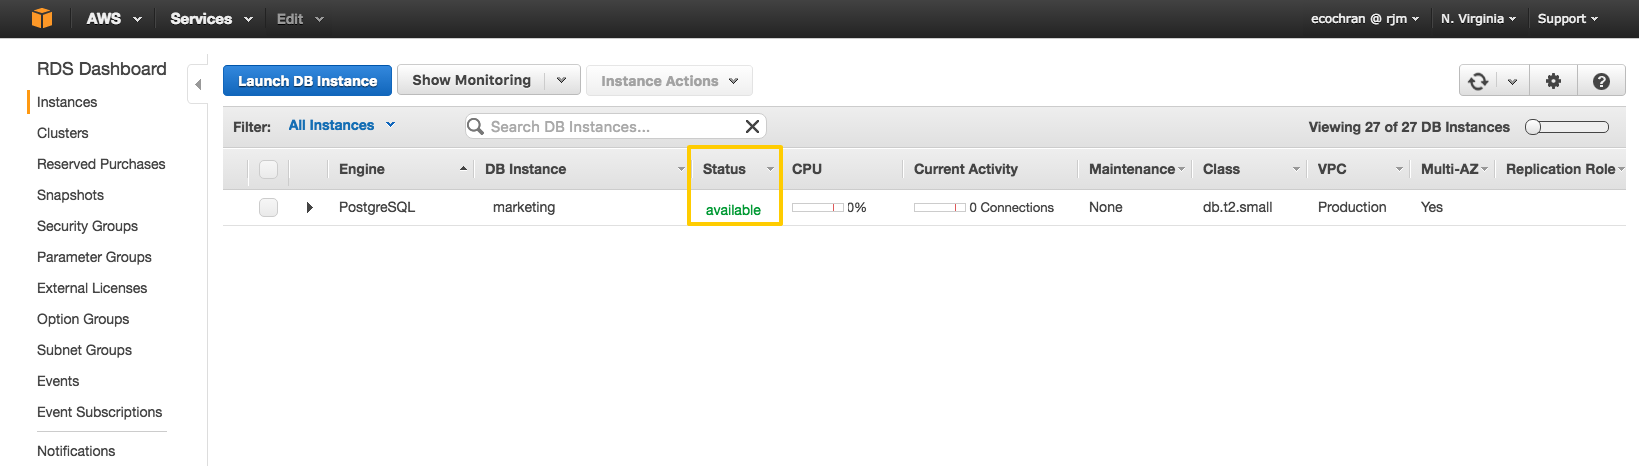 AWS Services Edit ecochran @ rjm N. Virginia Support
RDS Dashboard
Instances
Clusters
Reserved Purchases
Snapshots
Security Groups
Parameter Groups
External Licenses
Option Groups
Subnet Groups
Events
Event Subscriptions
Notifications
Launch DB Instance Show Monitoring Instance Actions
Filter: All Instances Search DB Instances... Viewing 27 of 27 DB Instances
Engine DB Instance Status CPU Current Activity Maintenance Class VPC Multi-AZ Replication Role
PostgreSQL marketing available 0% 0 Connections None db.t2.small Production Yes